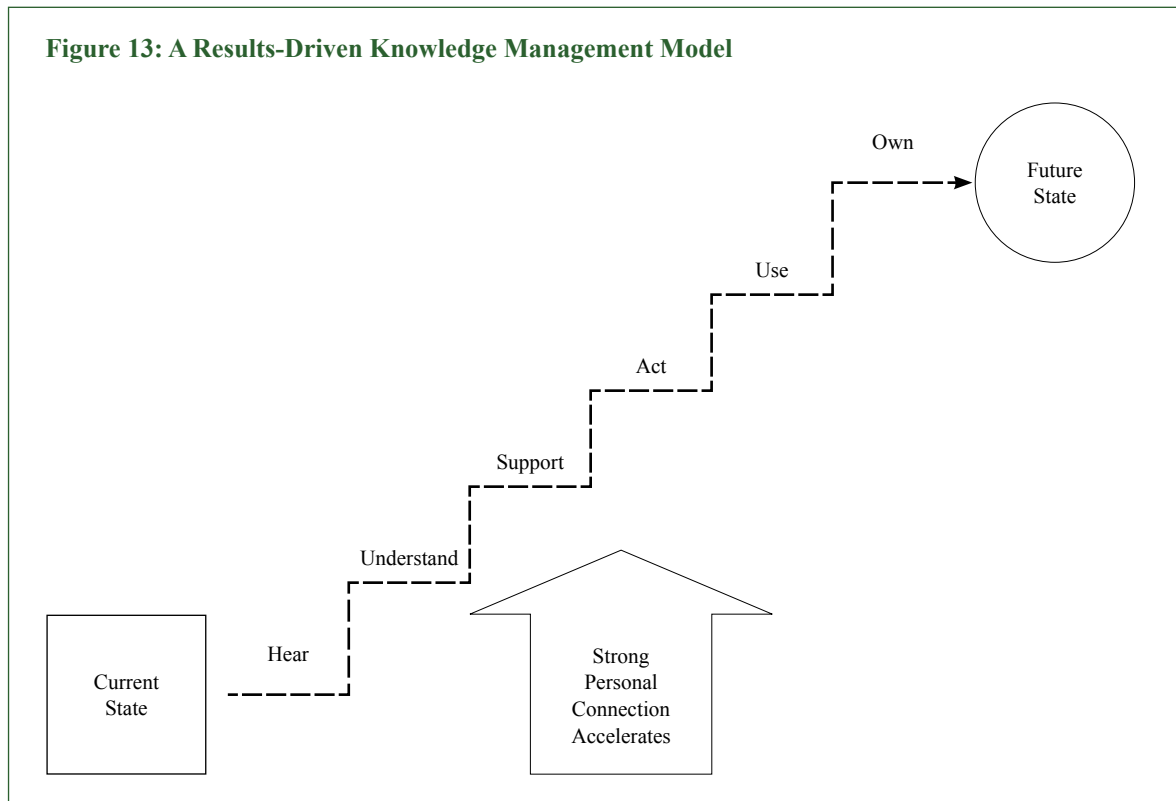 Figure 13: A Results-Driven Knowledge Management Model
Own
Future
State
Use
Act
Support
Understand
Hear
Current
State
Strong
Personal
Connection
Accelerates